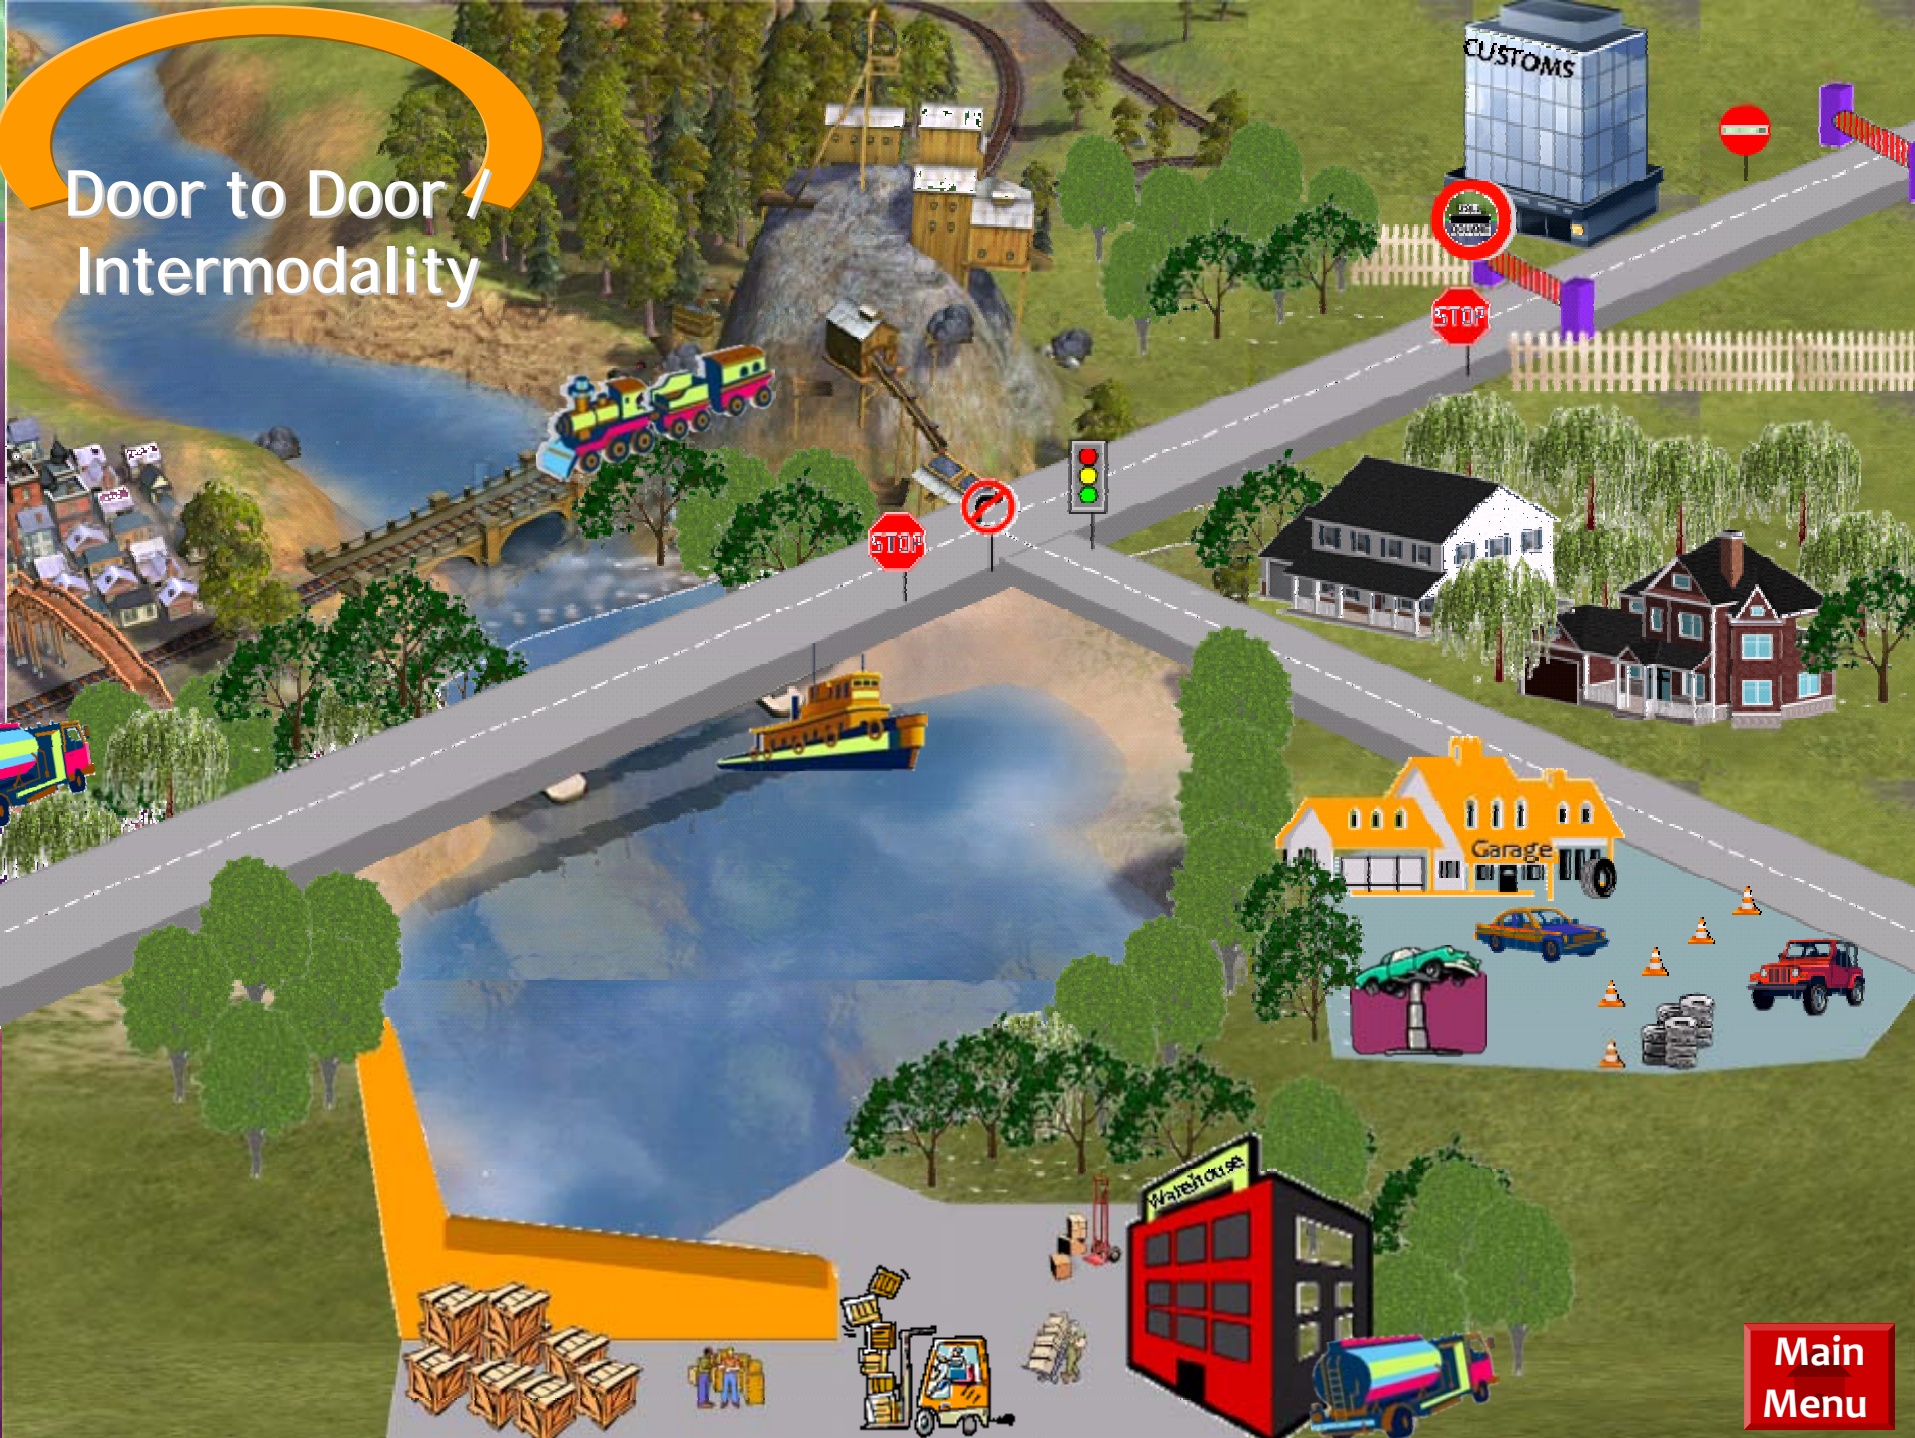 Door to Door /
Intermodality
CUSTOMS
STOP
STOP
Garage
Warehouse
Main
Menu